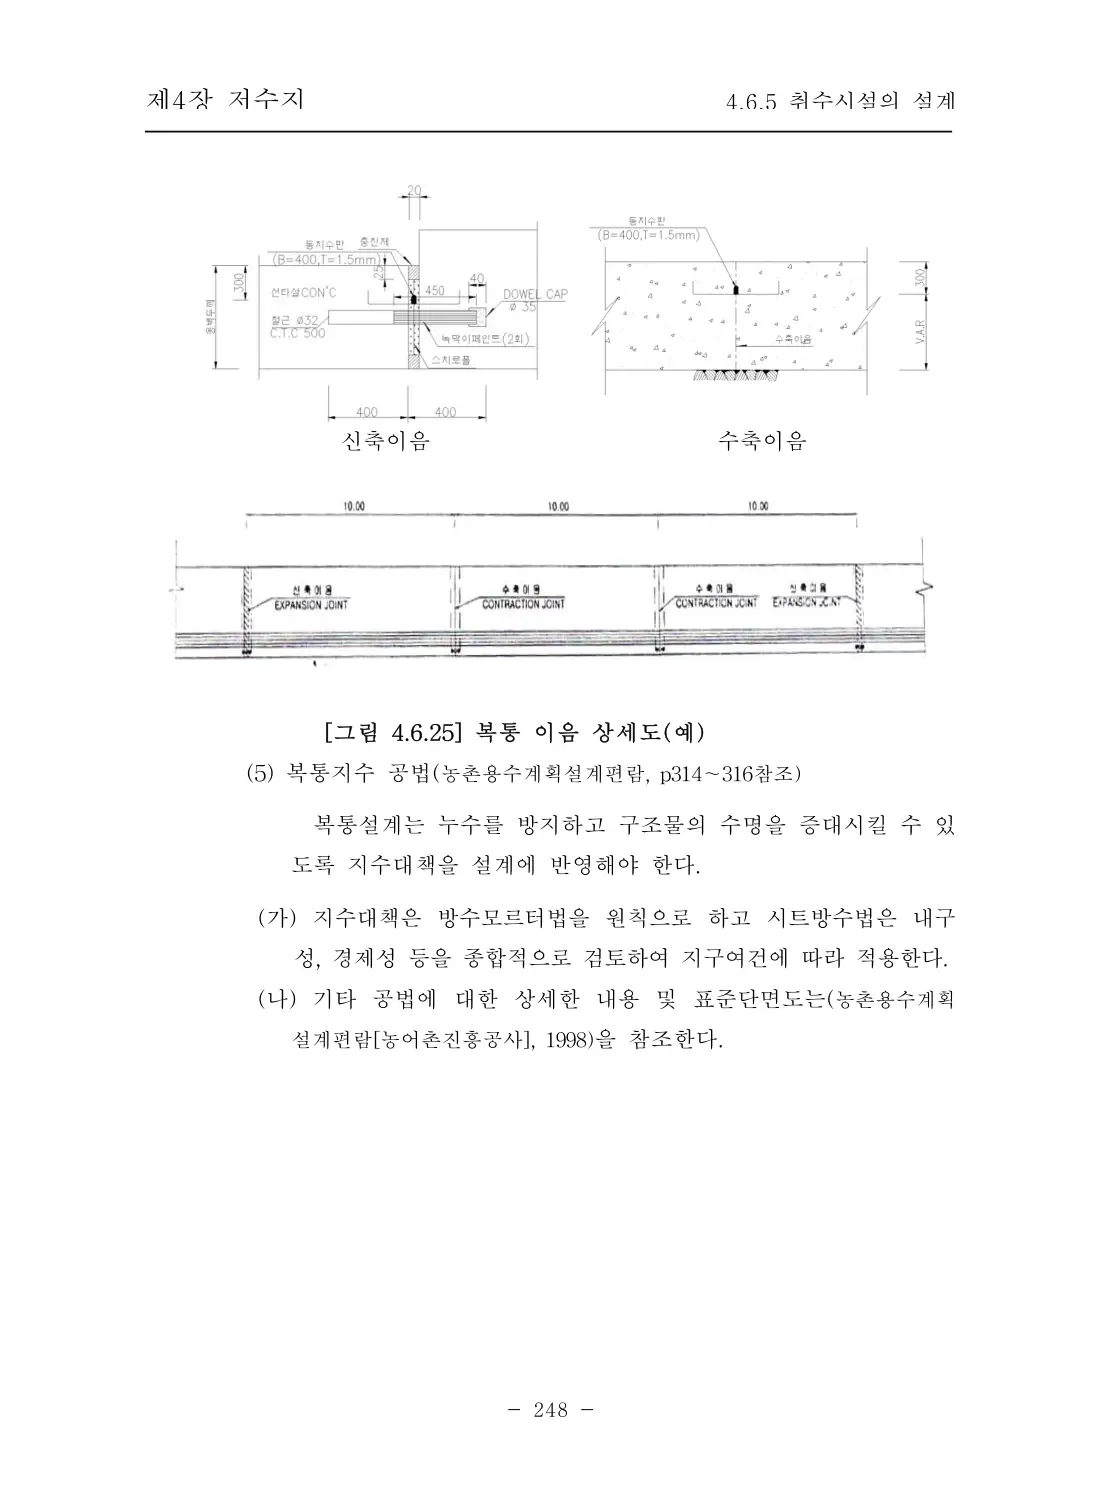 제4장 저수지
4.6.5 취수시설의 설계
20
동지수판 충진제
(B=400,T=1.5mm)
25
300
옹벽두께
선타설CON'C
450
40
DOWEL CAP
ø 35
철근 ø32
C.T.C 500
녹막이페인트(2회)
스치로폴
400
400
신축이음
동지수판
(B=400,T=1.5mm)
300
V.A.R
수축이음
수축이음
10.00
10.00
10.00
신축이음
EXPANSION JOINT
수축이음
CONTRACTION JOINT
수축이음
CONTRACTION JOINT
신축이음
EXPANSION JOINT
[그림 4.6.25] 복통 이음 상세도(예)
(5) 복통지수 공법(농촌용수계획설계편람, p314∼316참조)
복통설계는 누수를 방지하고 구조물의 수명을 증대시킬 수 있
도록 지수대책을 설계에 반영해야 한다.
(가) 지수대책은 방수모르터법을 원칙으로 하고 시트방수법은 내구
성, 경제성 등을 종합적으로 검토하여 지구여건에 따라 적용한다.
(나) 기타 공법에 대한 상세한 내용 및 표준단면도는(농촌용수계획
설계편람[농어촌진흥공사], 1998)을 참조한다.
- 248 -